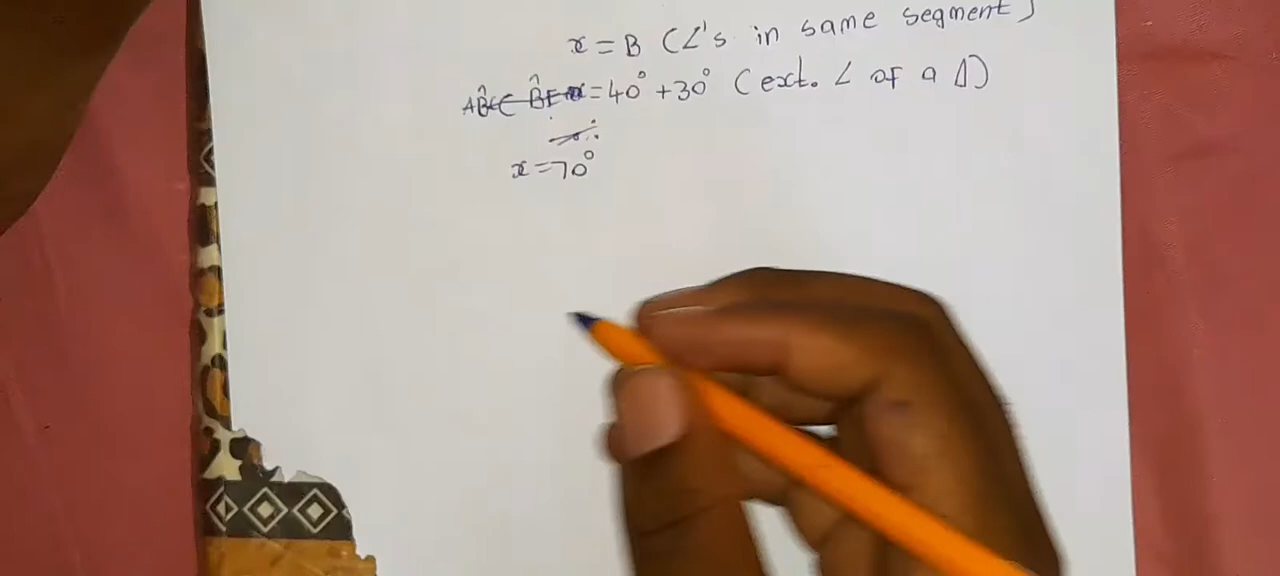 x = B (∠'s in same segment)
= 40° + 30° (ext. ∠ of a Δ)
x = 70°